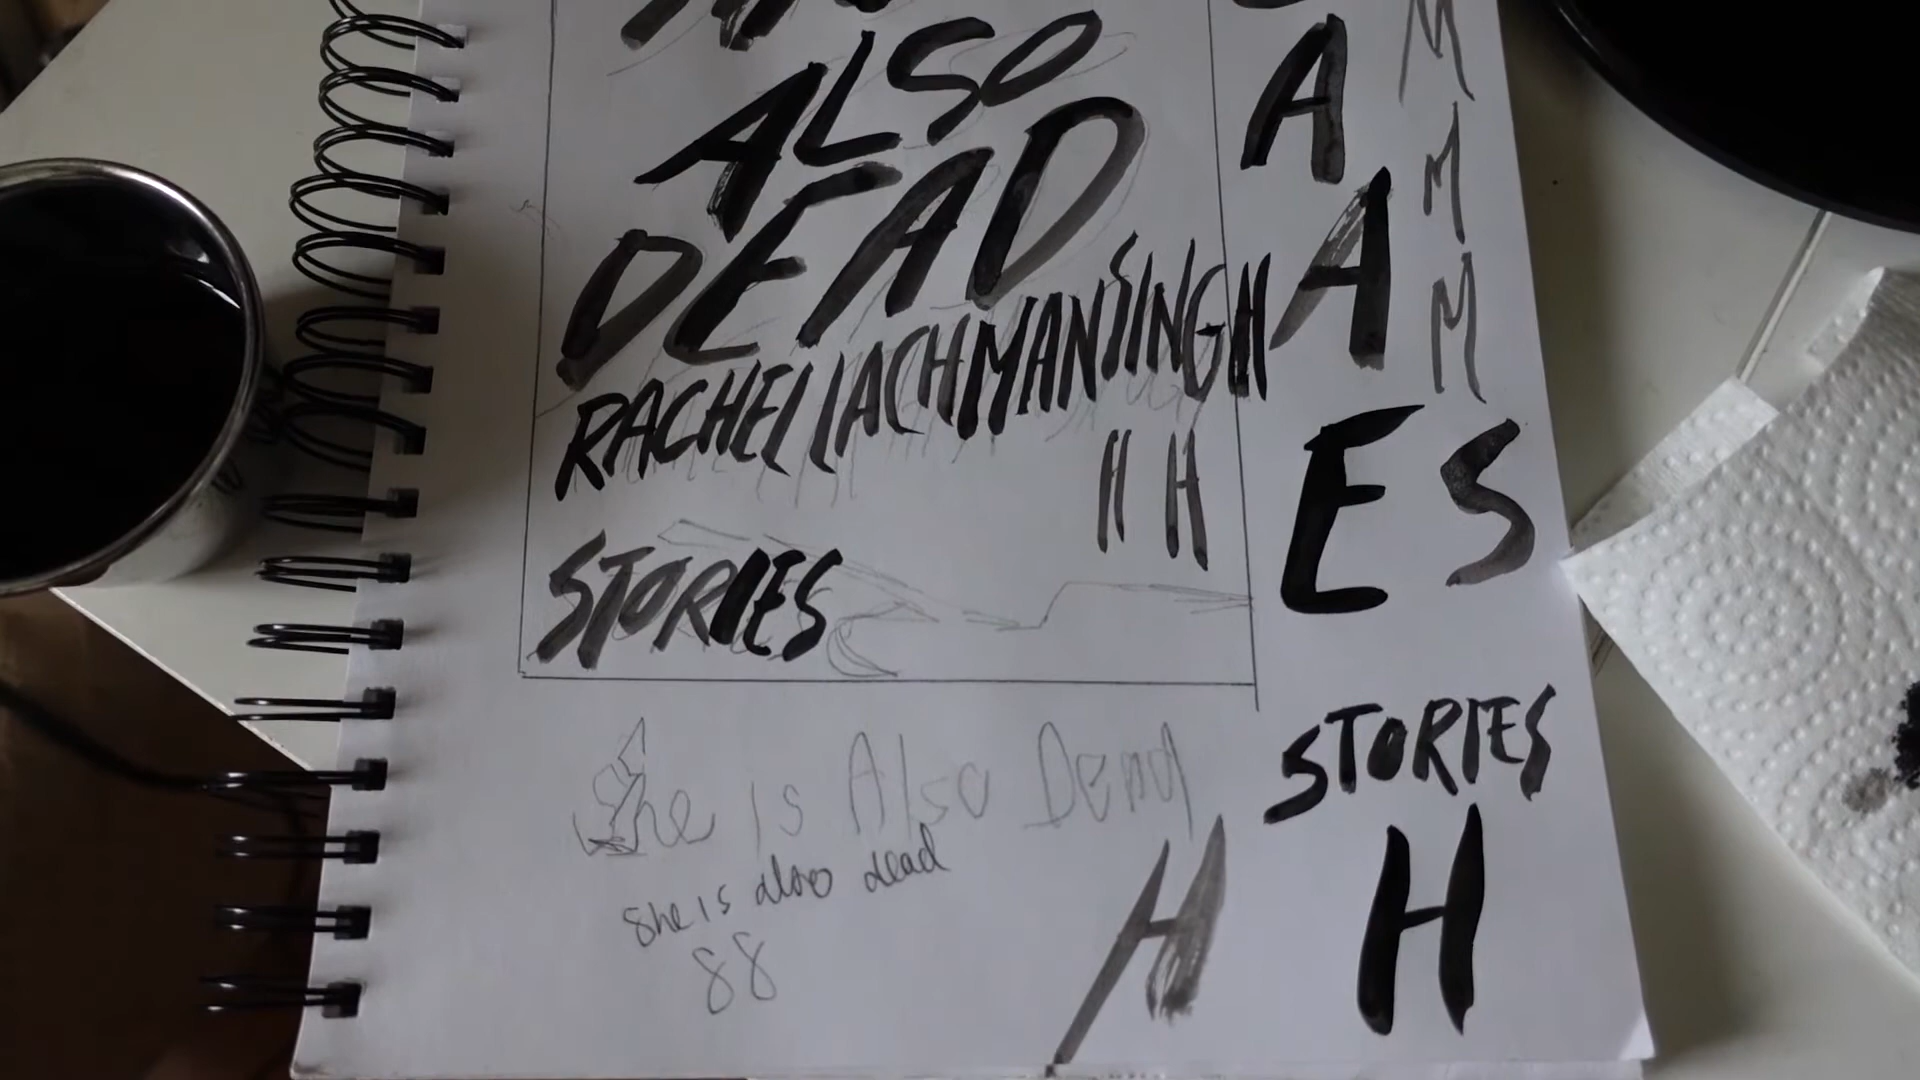 ALSO
DEAD
RACHEL LACHMANSINGH
H H
STORIES
She is Also Dead
she is also dead
88
A
A
E S
STORIES
H H
M
M
M